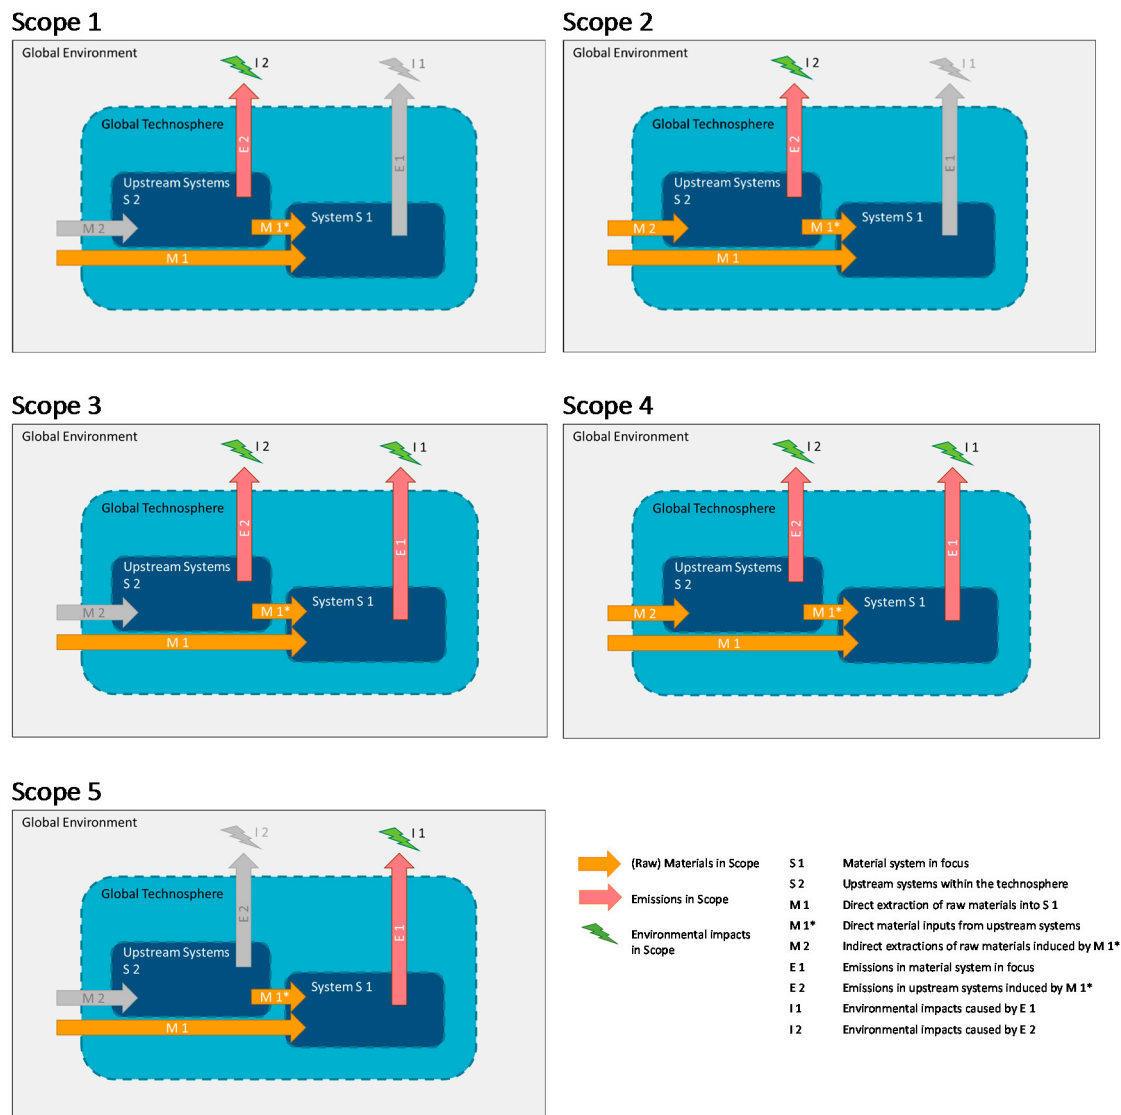 Scope 1
Global Environment
I 2
I 1
Global Technosphere
E 2
E 1
Upstream Systems
S 2
System S 1
M 2
M 1*
M 1
Scope 2
Global Environment
I 2
I 1
Global Technosphere
E 2
E 1
Upstream Systems
S 2
System S 1
M 2
M 1*
M 1
Scope 3
Global Environment
I 2
I 1
Global Technosphere
E 2
E 1
Upstream Systems
S 2
System S 1
M 2
M 1*
M 1
Scope 4
Global Environment
I 2
I 1
Global Technosphere
E 2
E 1
Upstream Systems
S 2
System S 1
M 2
M 1*
M 1
Scope 5
Global Environment
I 2
I 1
Global Technosphere
E 2
E 1
Upstream Systems
S 2
System S 1
M 2
M 1*
M 1
(Raw) Materials in Scope
Emissions in Scope
Environmental impacts
in Scope
S 1 Material system in focus
S 2 Upstream systems within the technosphere
M 1 Direct extraction of raw materials into S 1
M 1* Direct material inputs from upstream systems
M 2 Indirect extractions of raw materials induced by M 1*
E 1 Emissions in material system in focus
E 2 Emissions in upstream systems induced by M 1*
I 1 Environmental impacts caused by E 1
I 2 Environmental impacts caused by E 2